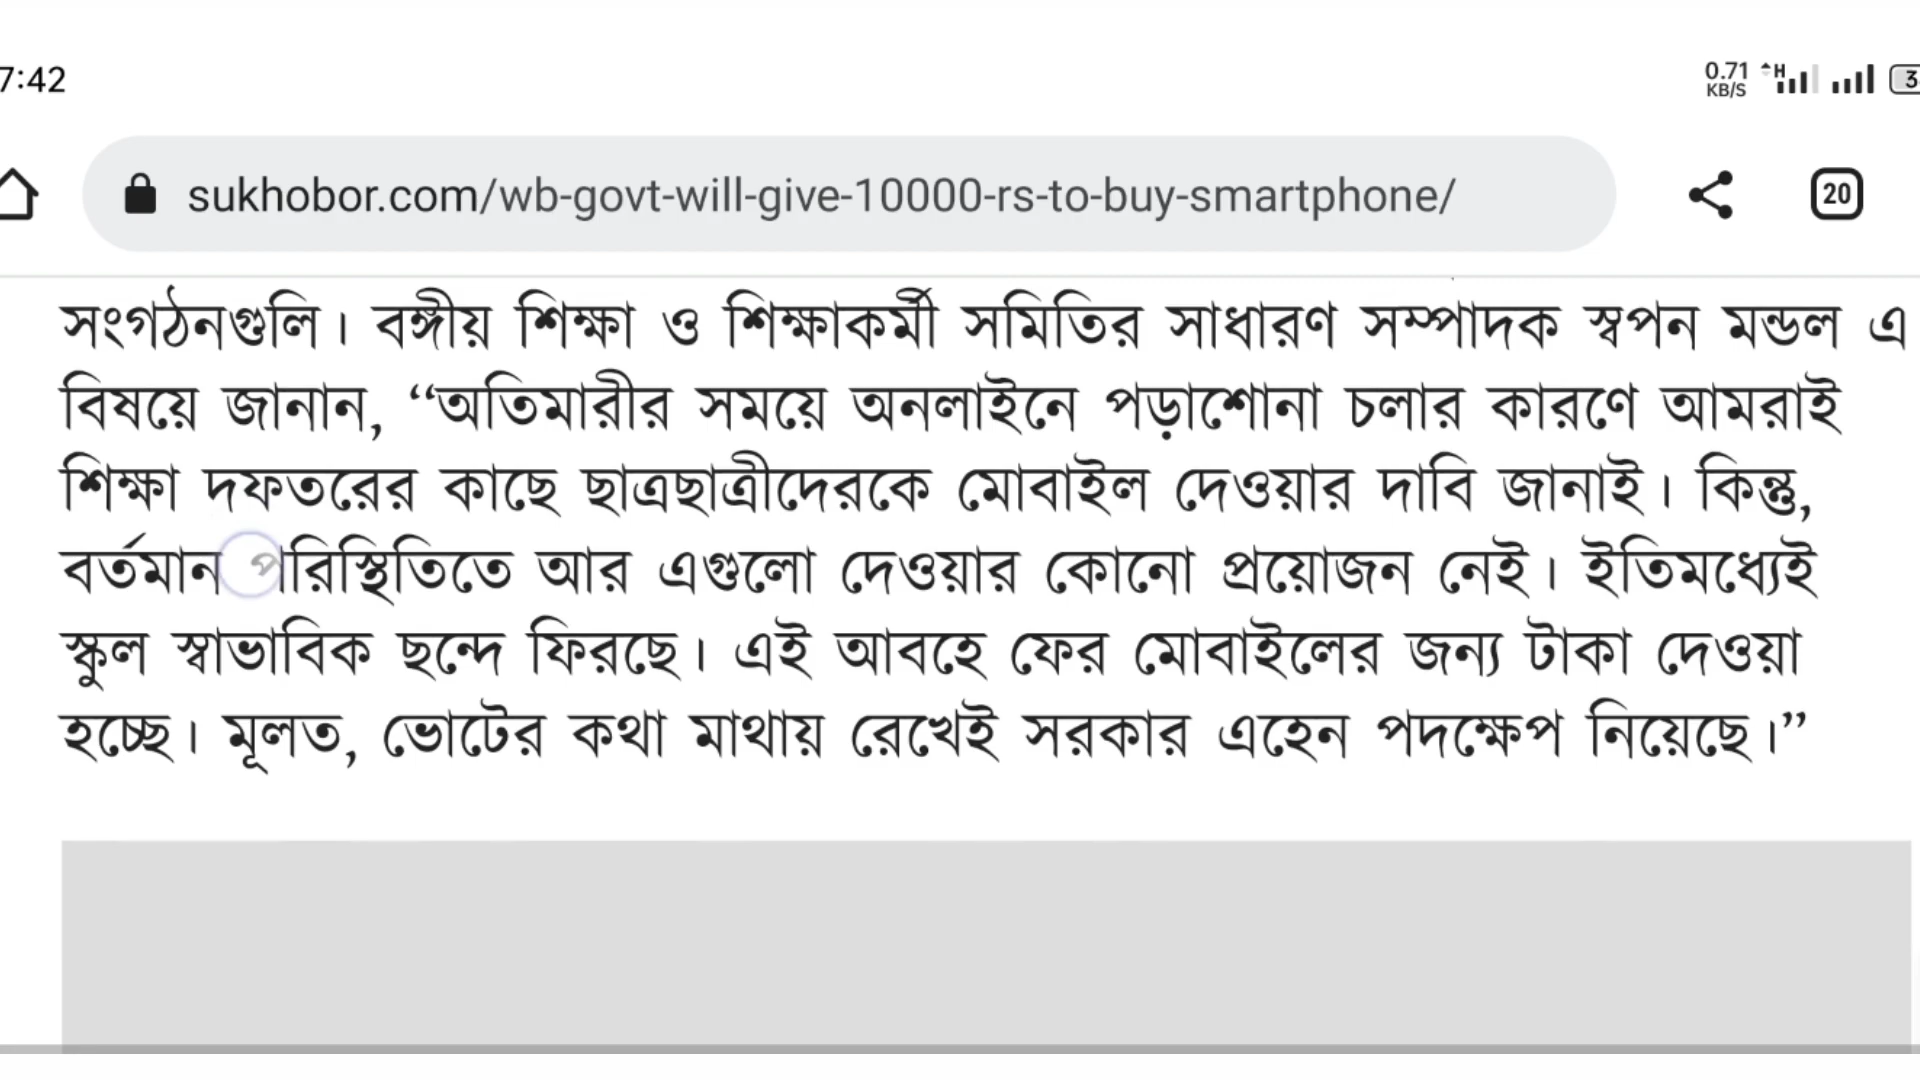 7:42
0.71
KB/S
H
3
sukhobor.com/wb-govt-will-give-10000-rs-to-buy-smartphone/
20
সংগঠনগুলি। বঙ্গীয় শিক্ষা ও শিক্ষাকর্মী সমিতির সাধারণ সম্পাদক স্বপন মন্ডল এ
বিষয়ে জানান, “অতিমারীর সময়ে অনলাইনে পড়াশোনা চলার কারণে আমরাই
শিক্ষা দফতরের কাছে ছাত্রছাত্রীদেরকে মোবাইল দেওয়ার দাবি জানাই। কিন্তু,
বর্তমান পরিস্থিতিতে আর এগুলো দেওয়ার কোনো প্রয়োজন নেই। ইতিমধ্যেই
স্কুল স্বাভাবিক ছন্দে ফিরছে। এই আবহে ফের মোবাইলের জন্য টাকা দেওয়া
হচ্ছে। মূলত, ভোটের কথা মাথায় রেখেই সরকার এহেন পদক্ষেপ নিয়েছে।”